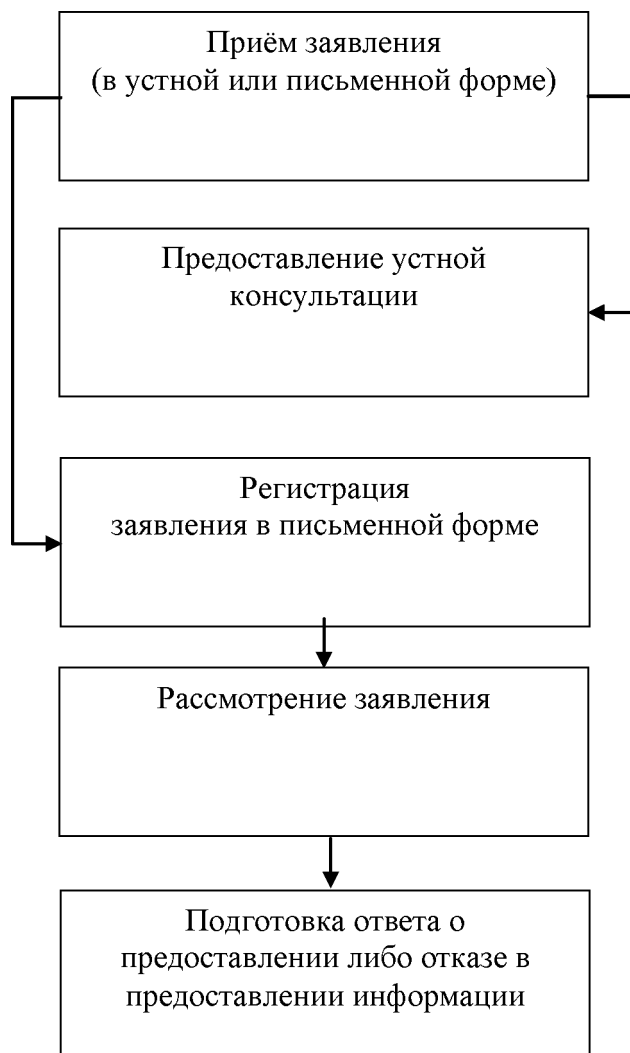 Приём заявления
(в устной или письменной форме)
Предоставление устной
консультации
Регистрация
заявления в письменной форме
Рассмотрение заявления
Подготовка ответа о
предоставлении либо отказе в
предоставлении информации